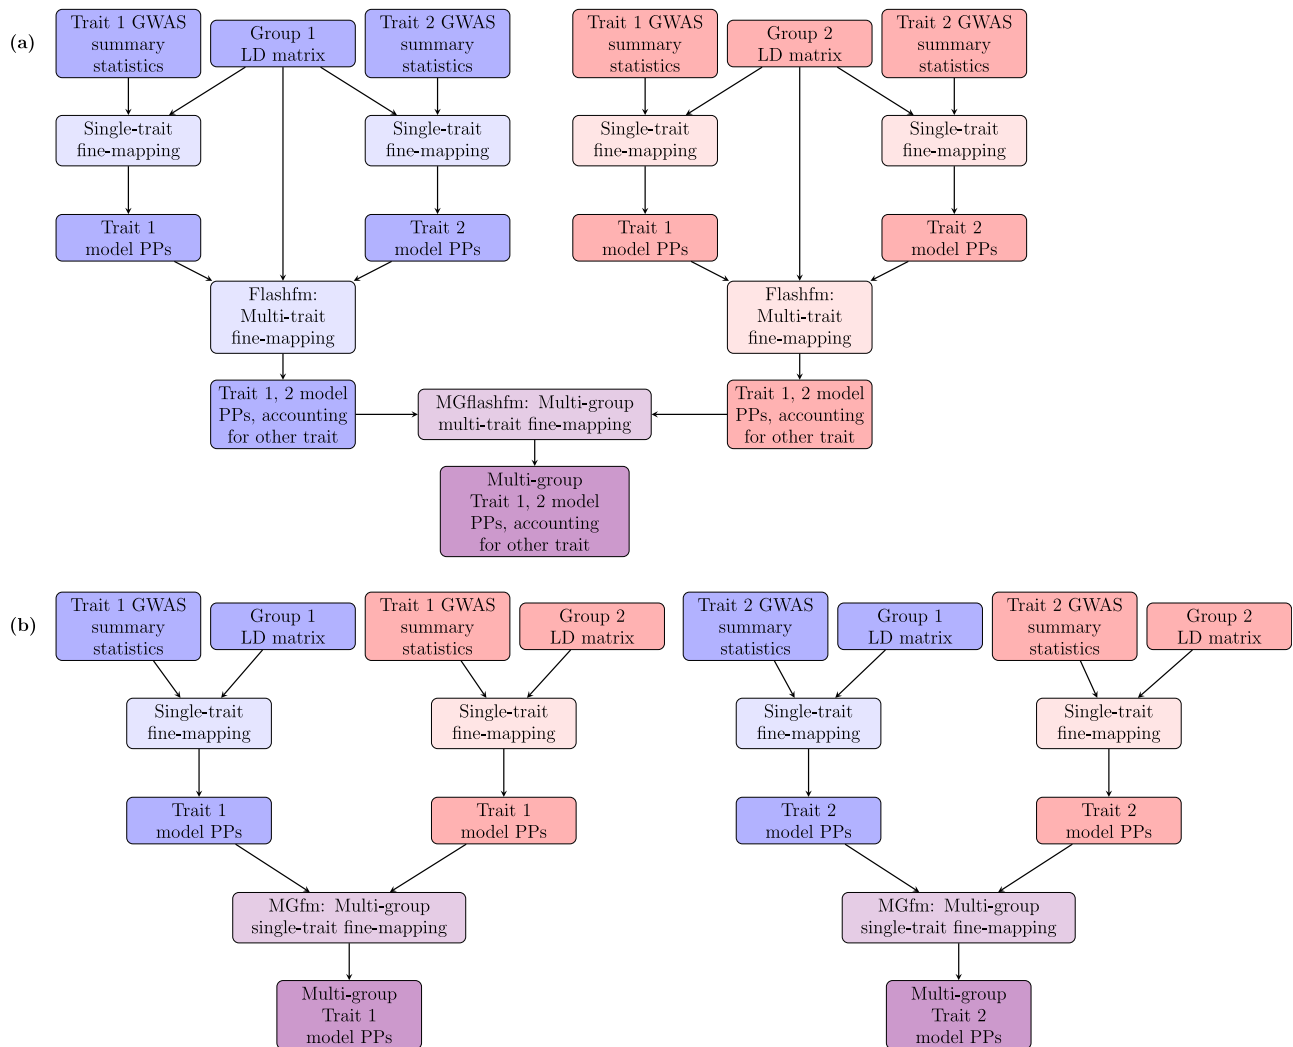 (a)
Trait 1 GWAS
summary
statistics
Group 1
LD matrix
Trait 2 GWAS
summary
statistics
Trait 1 GWAS
summary
statistics
Group 2
LD matrix
Trait 2 GWAS
summary
statistics
Single-trait
fine-mapping
Single-trait
fine-mapping
Single-trait
fine-mapping
Single-trait
fine-mapping
Trait 1
model PPs
Trait 2
model PPs
Trait 1
model PPs
Trait 2
model PPs
Flashfm:
Multi-trait
fine-mapping
Flashfm:
Multi-trait
fine-mapping
Trait 1, 2 model
PPs, accounting
for other trait
MGflashfm: Multi-group
multi-trait fine-mapping
Trait 1, 2 model
PPs, accounting
for other trait
Multi-group
Trait 1, 2 model
PPs, accounting
for other trait
(b)
Trait 1 GWAS
summary
statistics
Group 1
LD matrix
Trait 1 GWAS
summary
statistics
Group 2
LD matrix
Trait 2 GWAS
summary
statistics
Group 1
LD matrix
Trait 2 GWAS
summary
statistics
Group 2
LD matrix
Single-trait
fine-mapping
Single-trait
fine-mapping
Single-trait
fine-mapping
Single-trait
fine-mapping
Trait 1
model PPs
Trait 1
model PPs
Trait 2
model PPs
Trait 2
model PPs
MGfm: Multi-group
single-trait fine-mapping
MGfm: Multi-group
single-trait fine-mapping
Multi-group
Trait 1
model PPs
Multi-group
Trait 2
model PPs